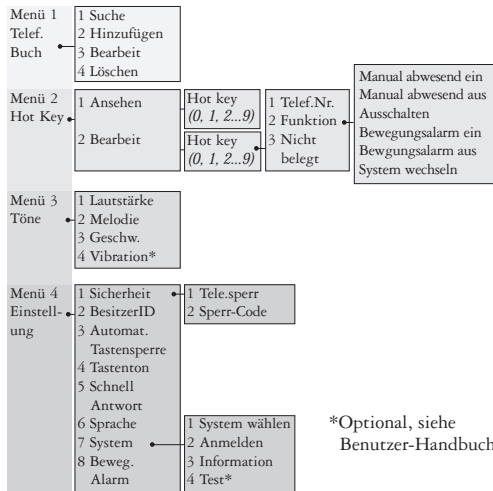 Menü 1
Telef.
Buch
1 Suche
2 Hinzufügen
3 Bearbeit
4 Löschen
Menü 2
Hot Key
1 Ansehen
2 Bearbeit
Hot key
(0, 1, 2...9)
Hot key
(0, 1, 2...9)
1 Telef.Nr.
2 Funktion
3 Nicht
belegt
Manual abwesend ein
Manual abwesend aus
Ausschalten
Bewegungsalarm ein
Bewgungsalarm aus
System wechseln
Menü 3
Töne
1 Lautstärke
2 Melodie
3 Geschw.
4 Vibration*
Menü 4
Einstell-
ung
1 Sicherheit
2 BesitzerID
3 Automat.
Tastensperre
4 Tastenton
5 Schnell
Antwort
6 Sprache
7 System
8 Beweg.
Alarm
1 Tele.sperr
2 Sperr-Code
1 System wählen
2 Anmelden
3 Information
4 Test*
*Optional, siehe
Benutzer-Handbuch